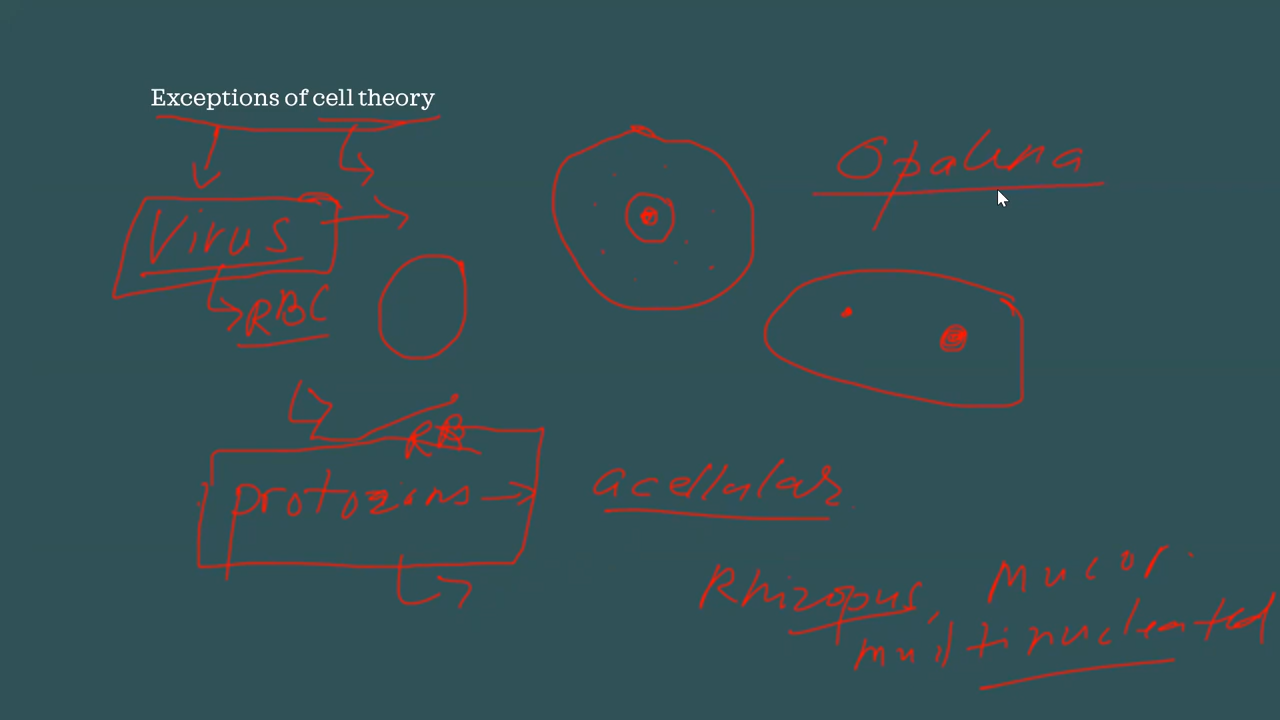 Exceptions of cell theory
Opalina
Virus
RBC
RB
protozoans
acellular
Rhizopus, Mucor.
multinucleated